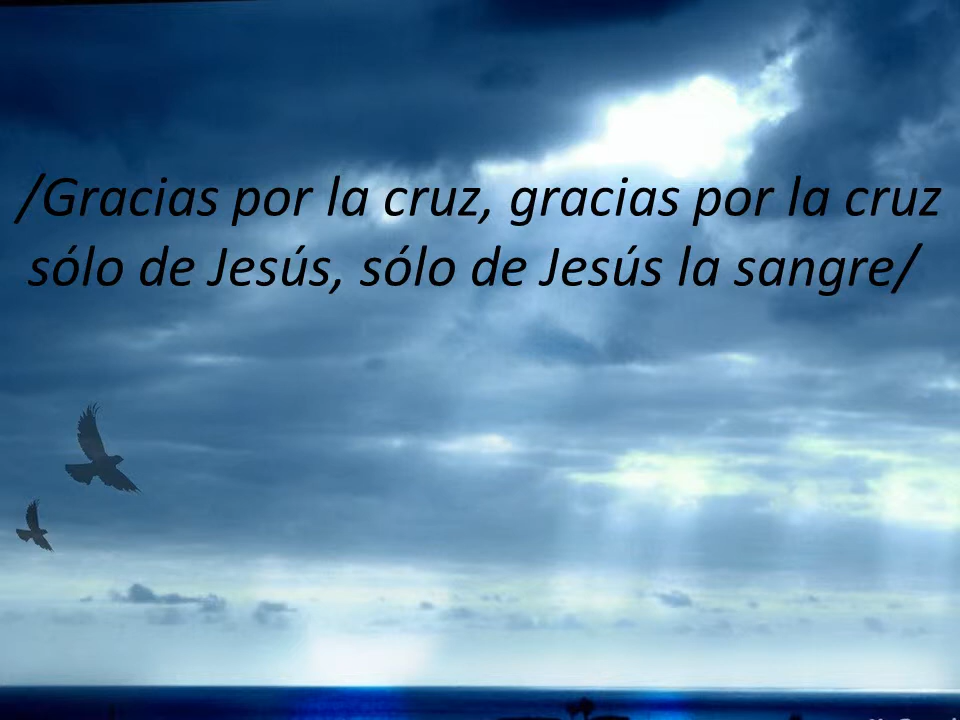 /Gracias por la cruz, gracias por la cruz
sólo de Jesús, sólo de Jesús la sangre/